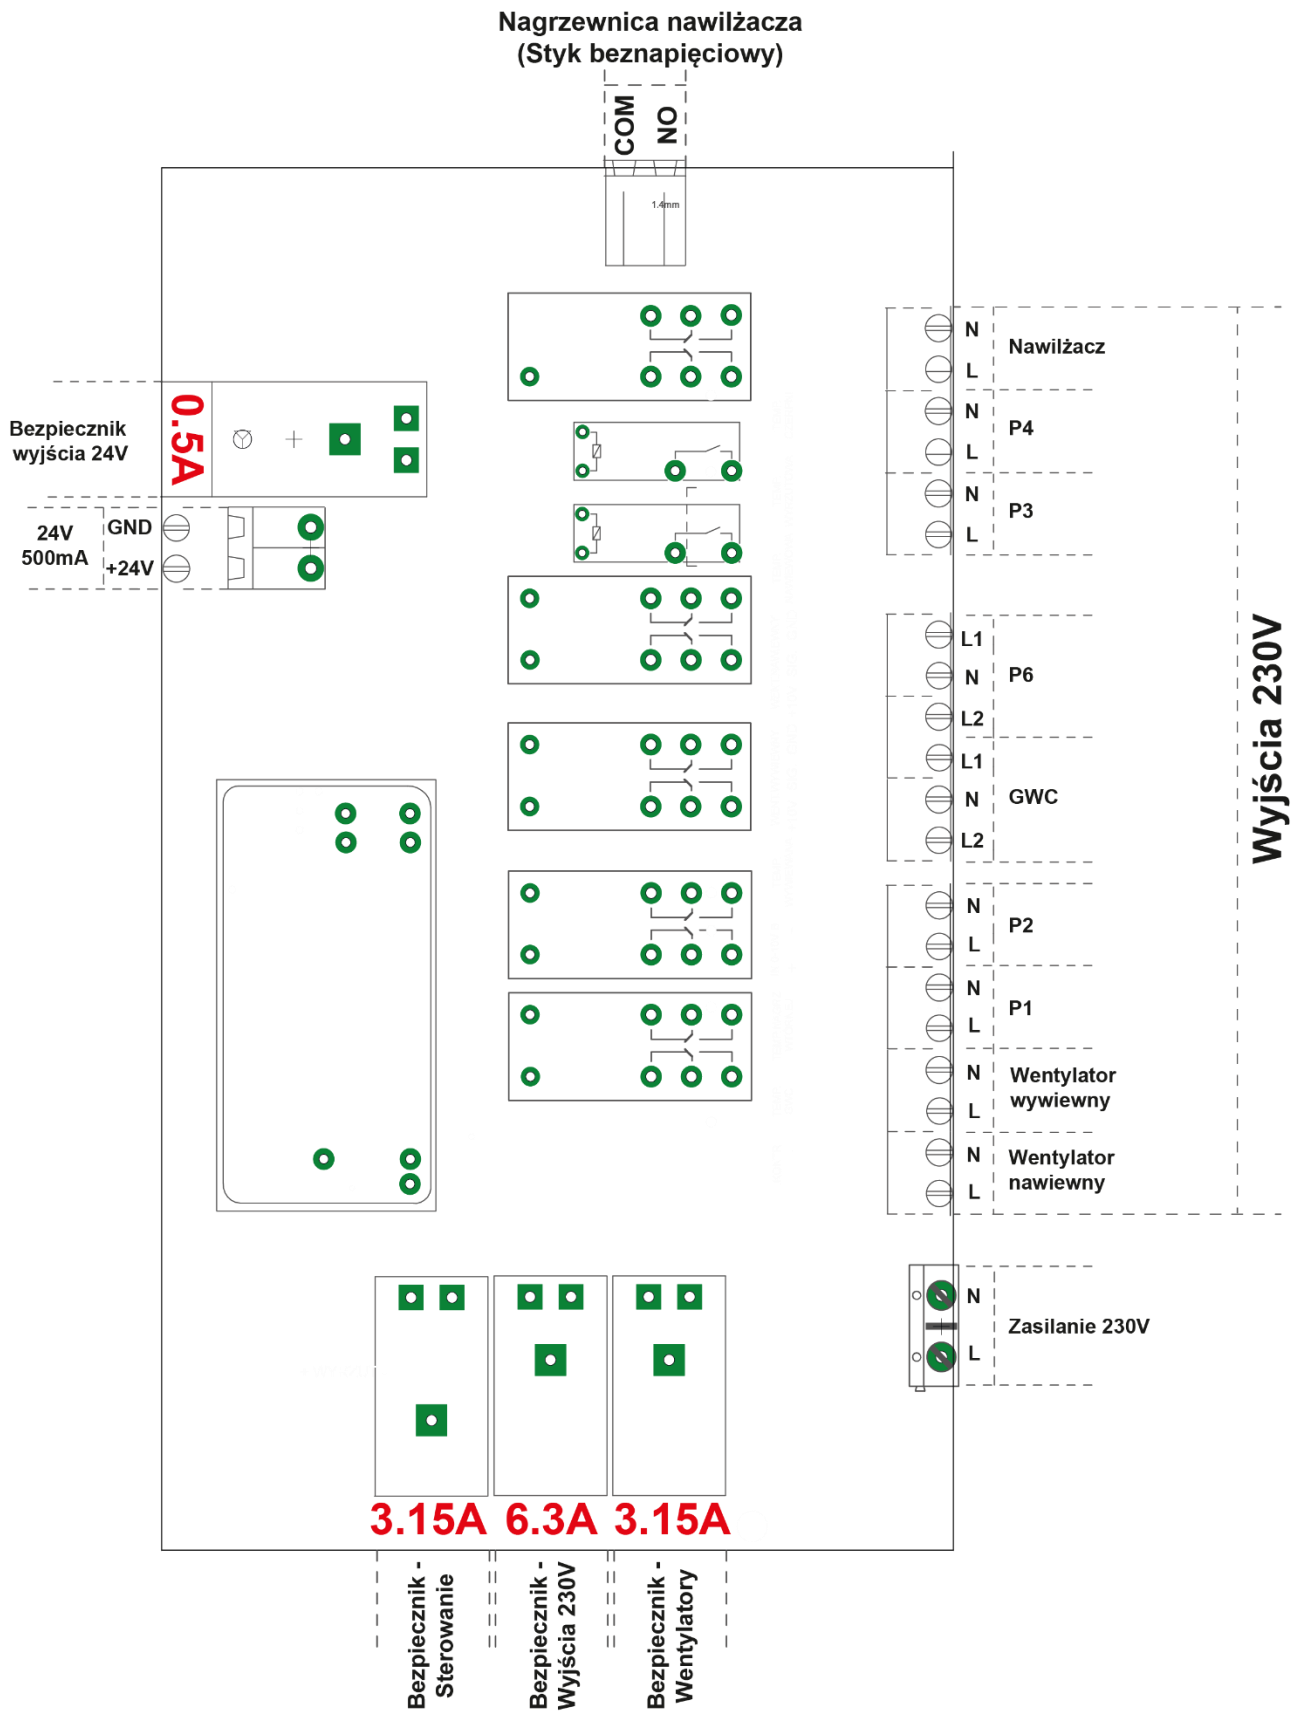 Nagrzewnica nawilżacza
(Styk beznapięciowy)
COM
NO
1.4mm
N
L
Nawilżacz
N
L
P4
N
L
P3
Bezpiecznik
wyjścia 24V
0.5A
24V
500mA
GND
+24V
L1
N
L2
P6
L1
N
L2
GWC
N
L
P2
N
L
P1
N
L
Wentylator
wywiewny
N
L
Wentylator
nawiewny
Wyjścia 230V
N
L
Zasilanie 230V
3.15A
6.3A
3.15A
Bezpiecznik -
Sterowanie
Bezpiecznik -
Wyjścia 230V
Bezpiecznik -
Wentylatory